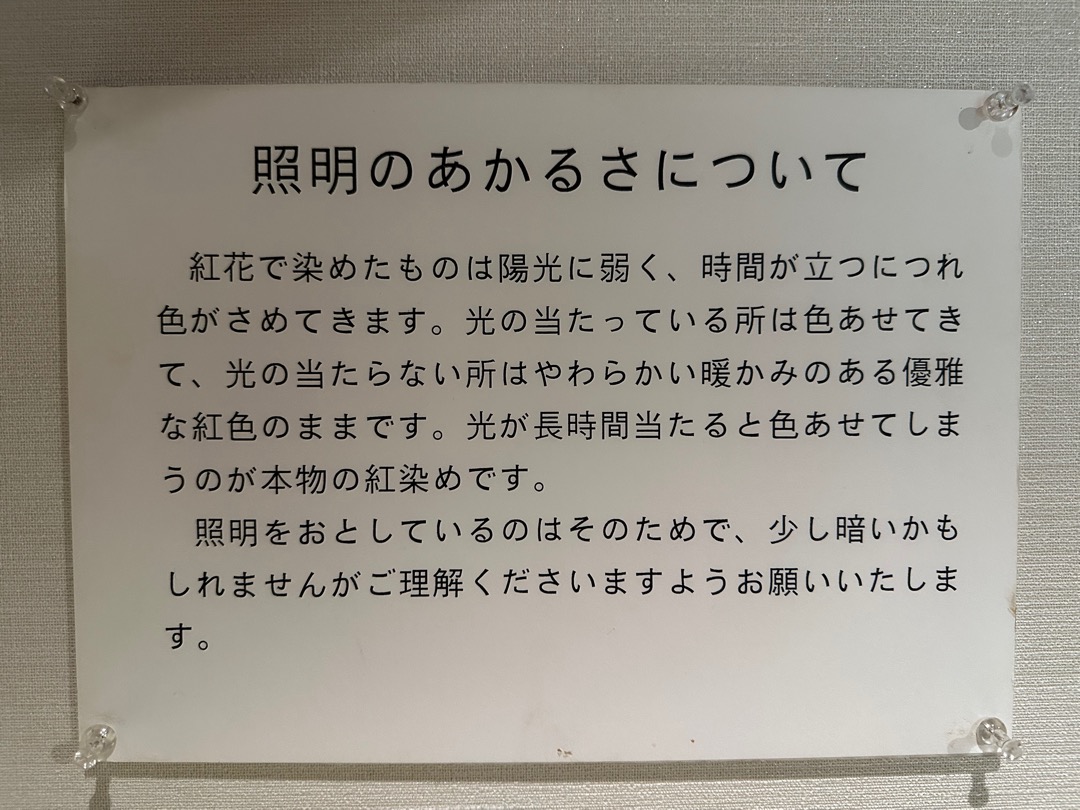 照明のあかるさについて
紅花で染めたものは陽光に弱く、時間が立つにつれ
色がさめてきます。光の当たっている所は色あせてき
て、光の当たらない所はやわらかい暖かみのある優雅
な紅色のままです。光が長時間当たると色あせてしま
うのが本物の紅染めです。
照明をおとしているのはそのためで、少し暗いかも
しれませんがご理解くださいますようお願いいたしま
す。